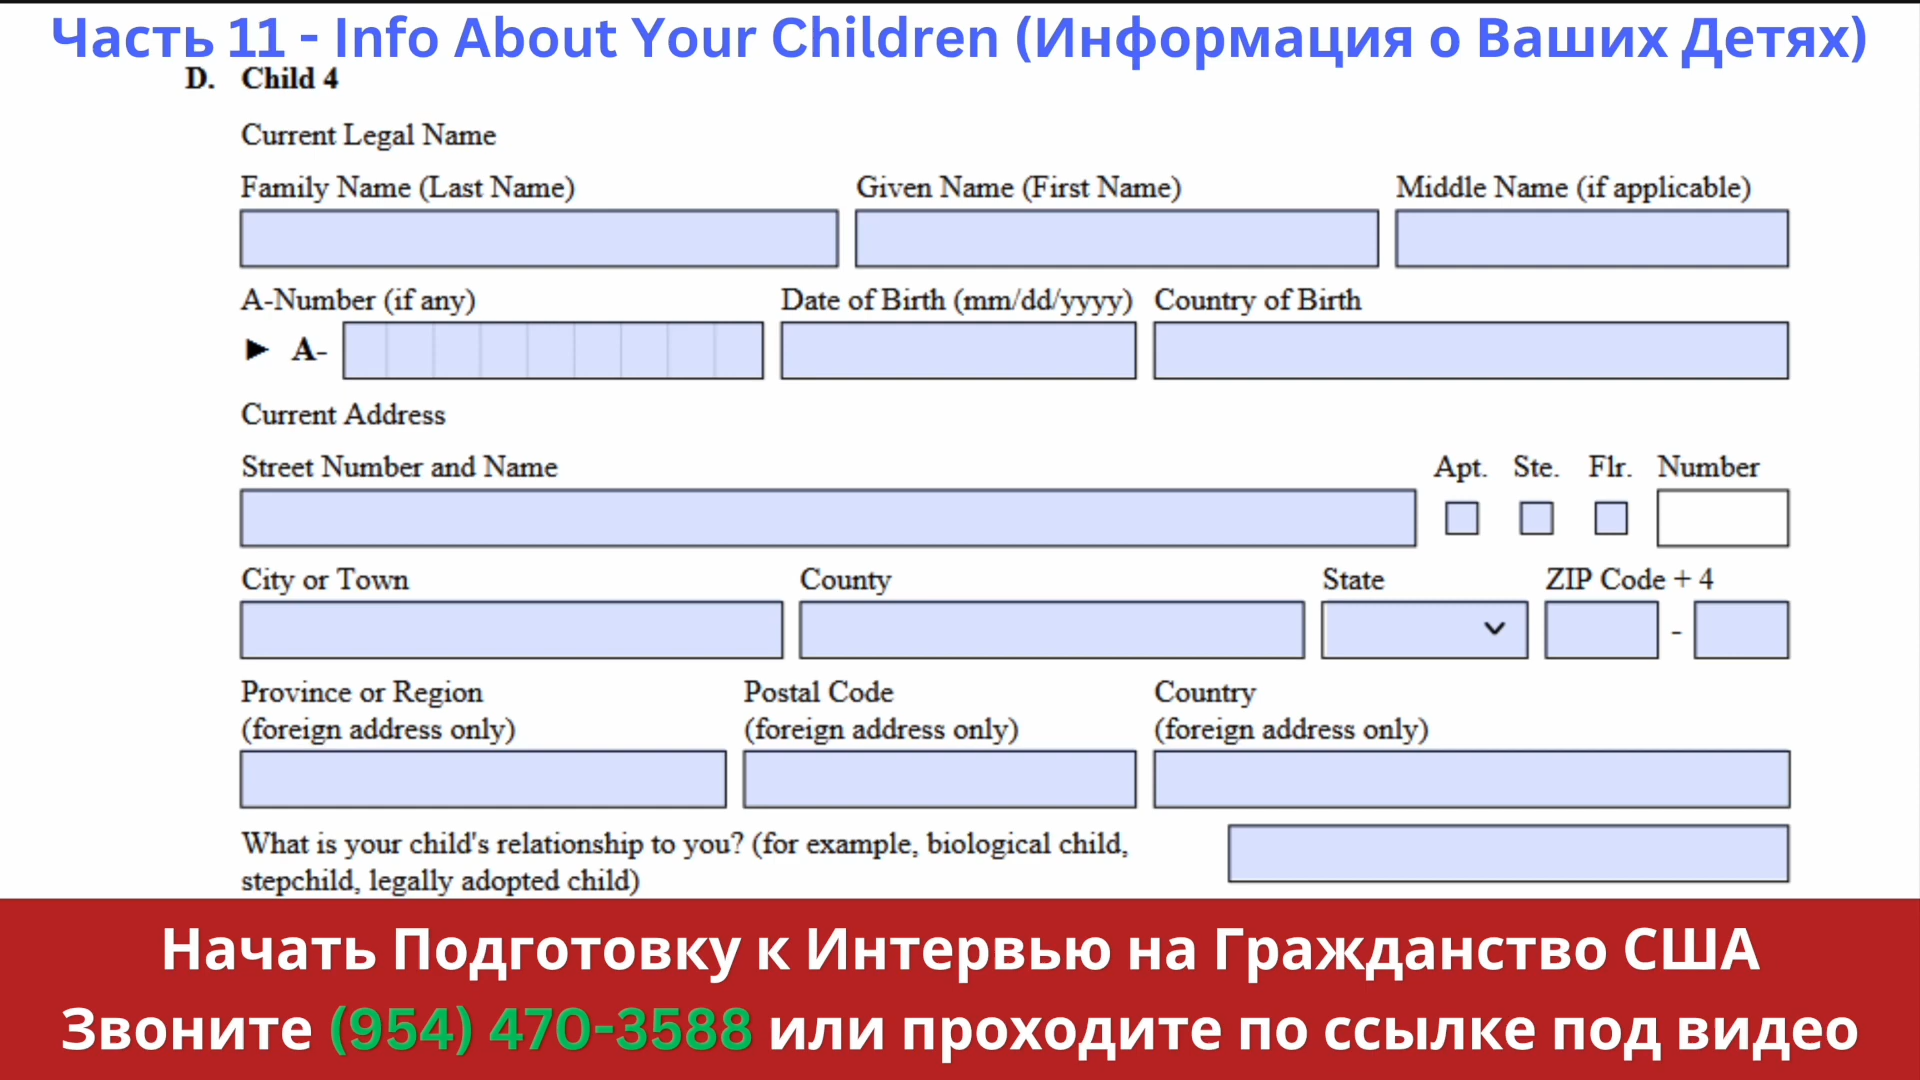 Часть 11 - Info About Your Children (Информация о Ваших Детях)
D. Child 4
Current Legal Name
Family Name (Last Name) Given Name (First Name) Middle Name (if applicable)
A-Number (if any) Date of Birth (mm/dd/yyyy) Country of Birth
► A-
Current Address
Street Number and Name Apt. Ste. Flr. Number
City or Town County State ZIP Code + 4
-
Province or Region Postal Code Country
(foreign address only) (foreign address only) (foreign address only)
What is your child's relationship to you? (for example, biological child,
stepchild, legally adopted child)
Начать Подготовку к Интервью на Гражданство США
Звоните (954) 470-3588 или проходите по ссылке под видео